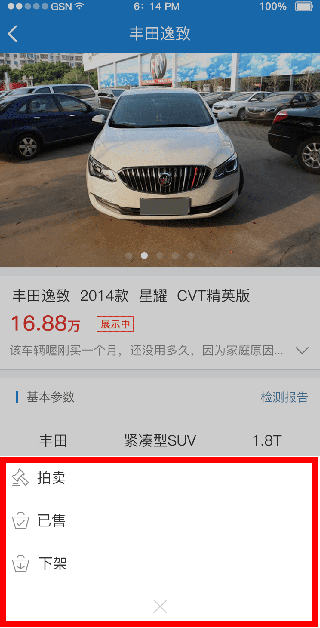 GSN 6：14 PM 100%
丰田逸致
丰田逸致 2014款 星耀 CVT精英版
16.88万 展示中
该车辆喔刚买一个月，还没用多久，因为家庭原因...
基本参数 检测报告
丰田 紧凑型SUV 1.8T
拍卖
已售
下架